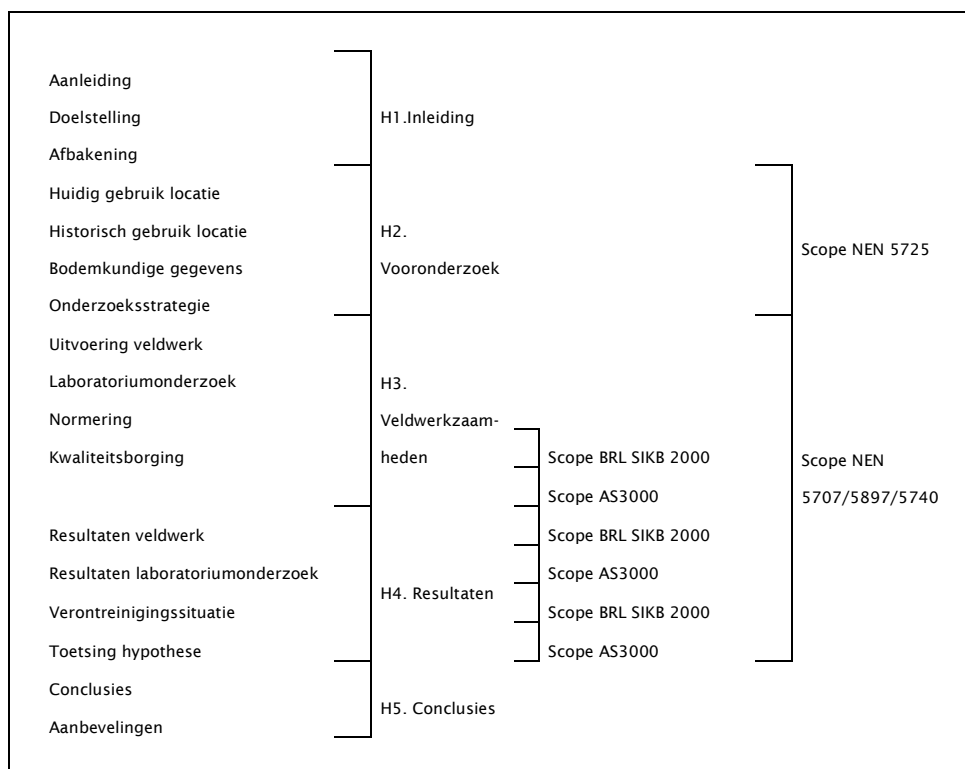 Aanleiding
Doelstelling
Afbakening
H1.Inleiding
Huidig gebruik locatie
Historisch gebruik locatie
Bodemkundige gegevens
Onderzoeksstrategie
H2.
Vooronderzoek
Scope NEN 5725
Uitvoering veldwerk
Laboratoriumonderzoek
Normering
Kwaliteitsborging
H3.
Veldwerkzaam-
heden
Scope BRL SIKB 2000
Scope AS3000
Scope NEN
5707/5897/5740
Resultaten veldwerk
Resultaten laboratoriumonderzoek
Verontreinigingssituatie
Toetsing hypothese
H4. Resultaten
Scope BRL SIKB 2000
Scope AS3000
Scope BRL SIKB 2000
Scope AS3000
Conclusies
Aanbevelingen
H5. Conclusies